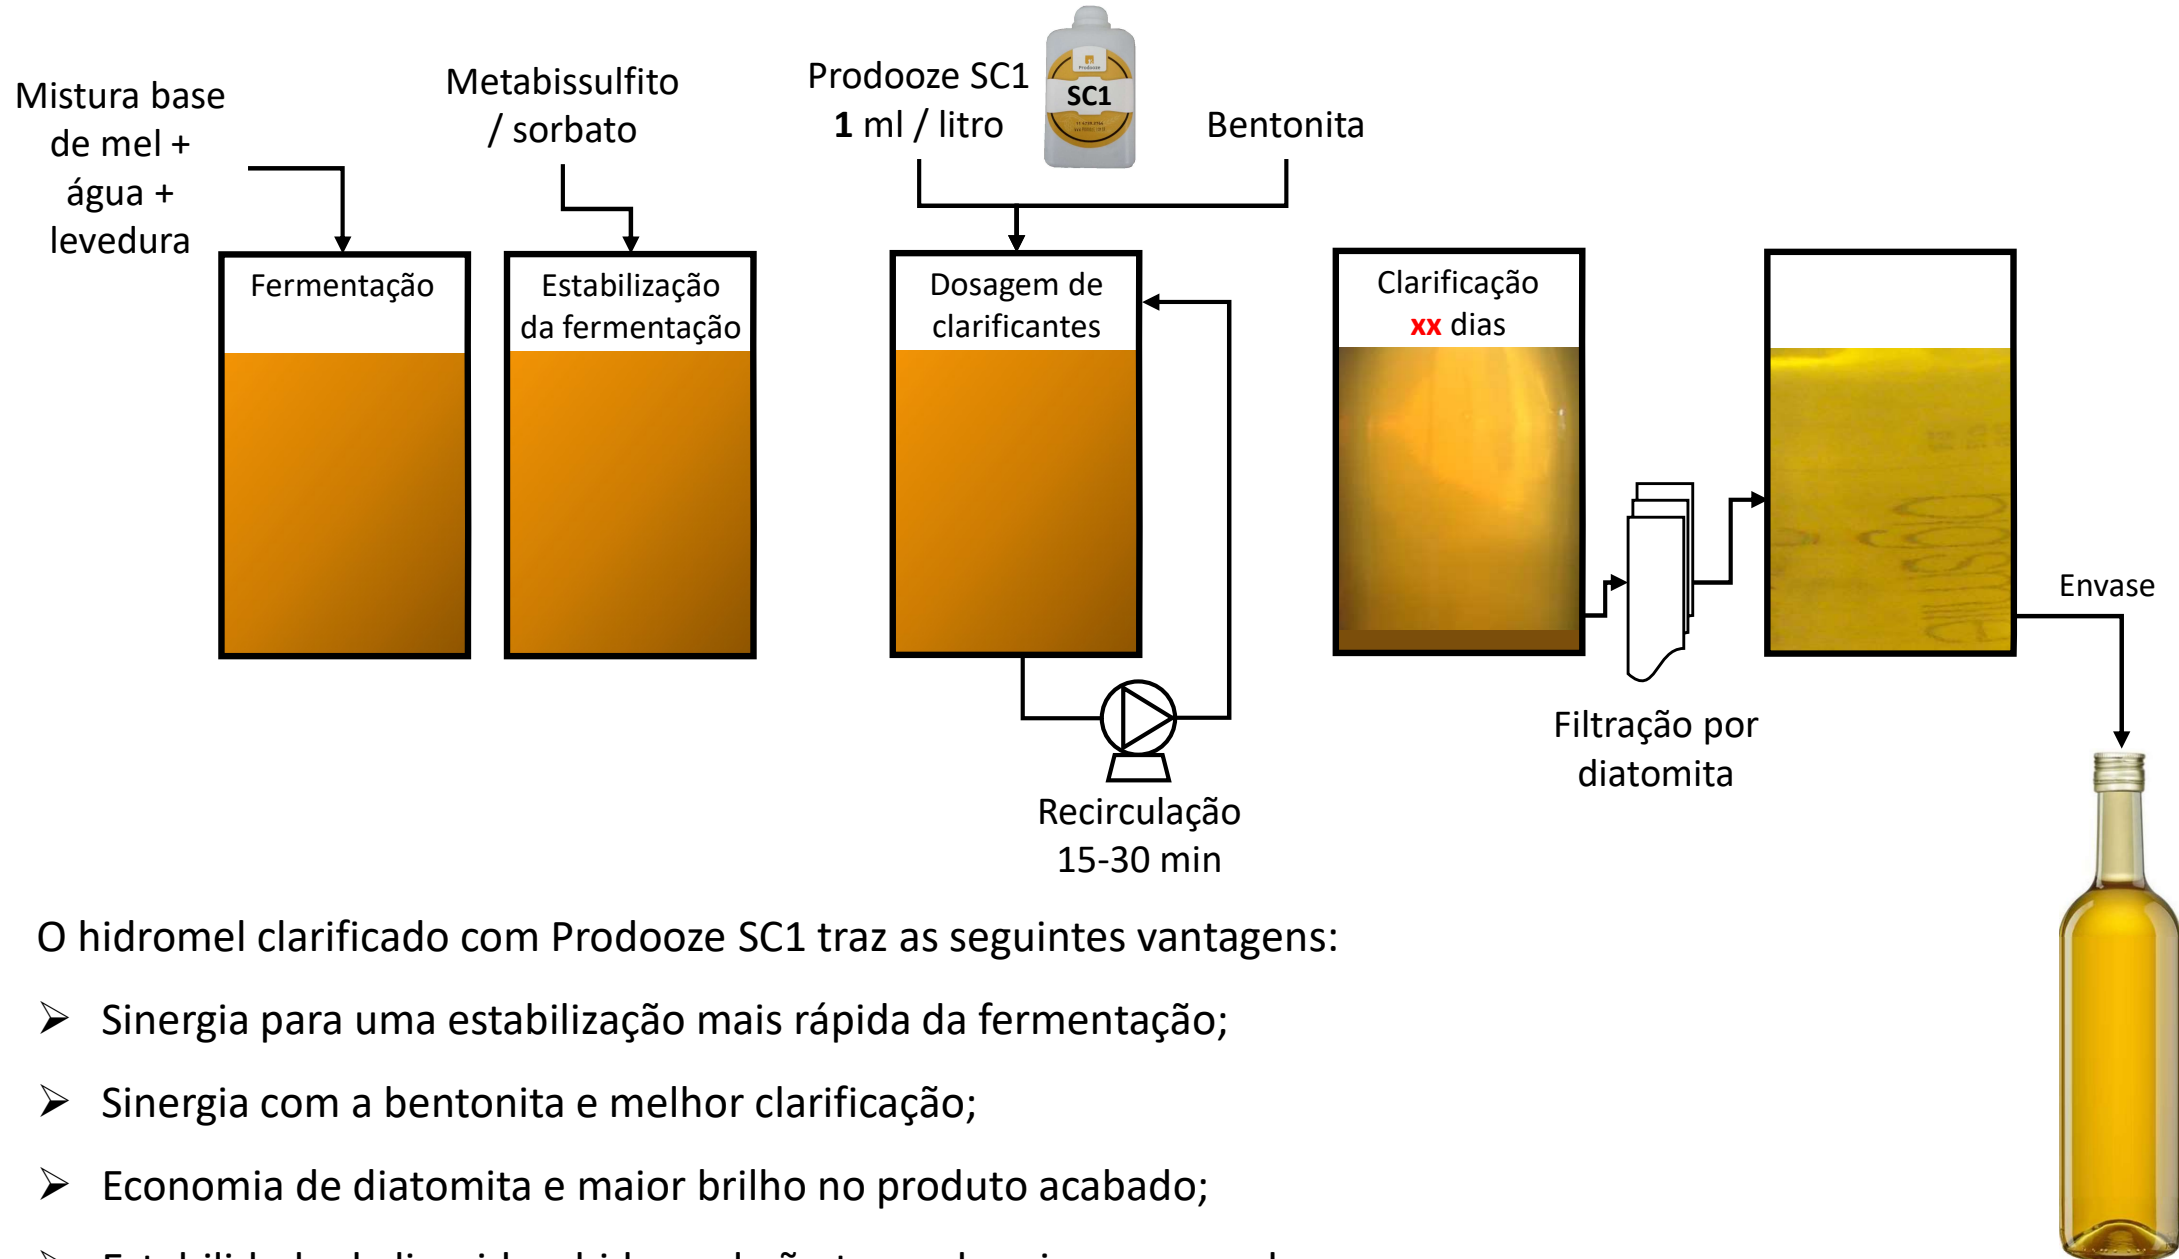 Mistura base
de mel +
água +
levedura
Metabissulfito
/ sorbato
Prodooze SC1
1 ml / litro
Prodooze
SC1
Bentonita
Fermentação
Estabilização
da fermentação
Dosagem de
clarificantes
Clarificação
xx dias
Recirculação
15-30 min
Filtração por
diatomita
Envase
O hidromel clarificado com Prodooze SC1 traz as seguintes vantagens:
➢ Sinergia para uma estabilização mais rápida da fermentação;
➢ Sinergia com a bentonita e melhor clarificação;
➢ Economia de diatomita e maior brilho no produto acabado;